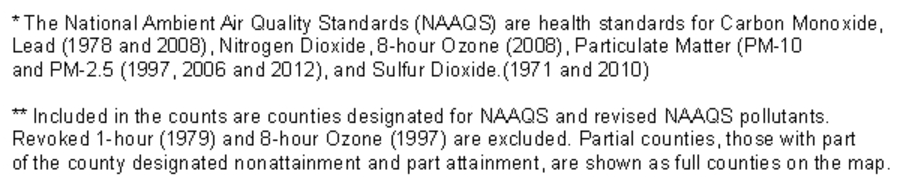 * The National Ambient Air Quality Standards (NAAQS) are health standards for Carbon Monoxide,
Lead (1978 and 2008), Nitrogen Dioxide, 8-hour Ozone (2008), Particulate Matter (PM-10
and PM-2.5 (1997, 2006 and 2012), and Sulfur Dioxide.(1971 and 2010)
** Included in the counts are counties designated for NAAQS and revised NAAQS pollutants.
Revoked 1-hour (1979) and 8-hour Ozone (1997) are excluded. Partial counties, those with part
of the county designated nonattainment and part attainment, are shown as full counties on the map.